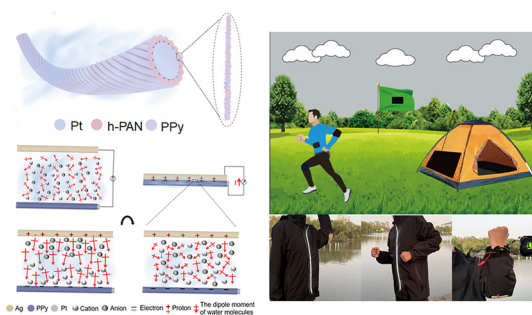 Pt h-PAN PPy
I
Ag PPy Pt Cation Anion Electron Proton The dipole moment
of water molecules